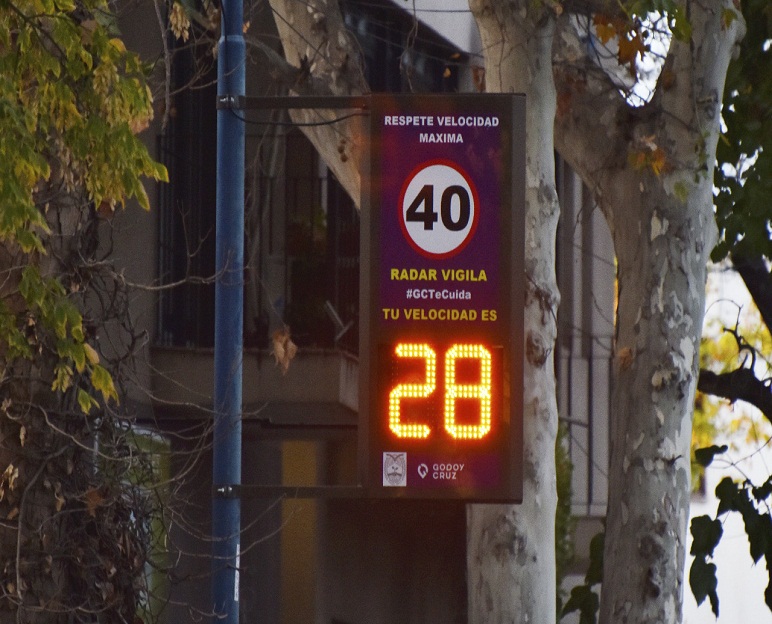 RESPETE VELOCIDAD
MAXIMA
40
RADAR VIGILA
#GCTeCuida
TU VELOCIDAD ES
28
GODOY
CRUZ